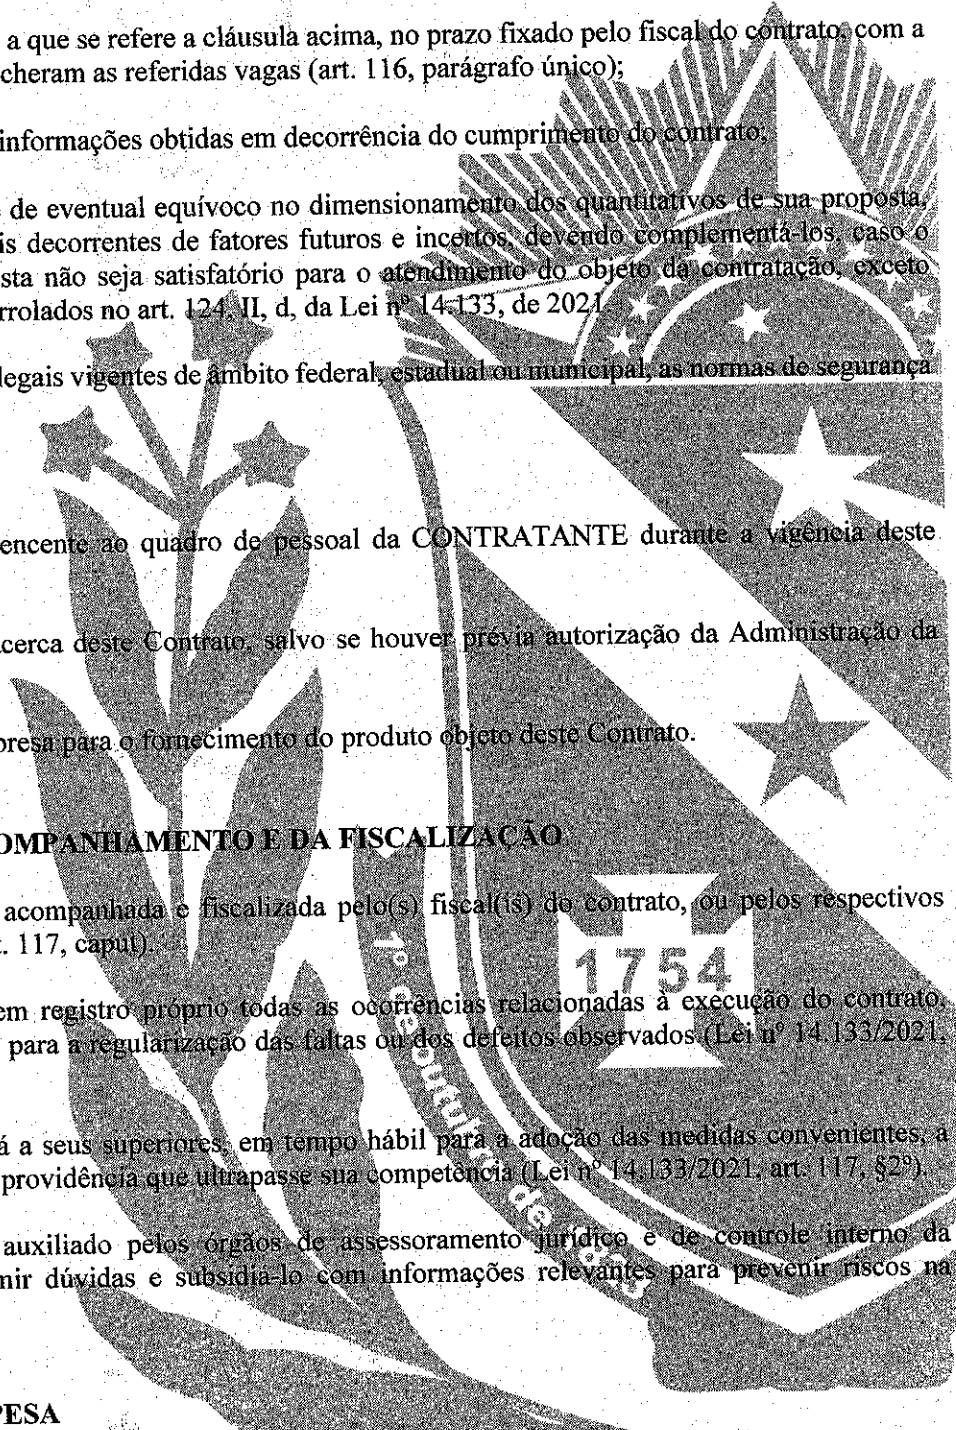 a que se refere a cláusula acima, no prazo fixado pelo fiscal do contrato, com a
cheram as referidas vagas (art. 116, parágrafo único);
informações obtidas em decorrência do cumprimento do contrato;
de eventual equívoco no dimensionamento dos quantitativos de sua proposta,
is decorrentes de fatores futuros e incertos, devendo complementá-los, caso o
sta não seja satisfatório para o atendimento do objeto da contratação, exceto
rrolados no art. 124, II, d, da Lei nº 14.133, de 2021.
legais vigentes de âmbito federal, estadual ou municipal, as normas de segurança
encente ao quadro de pessoal da CONTRATANTE durante a vigência deste
cerca deste Contrato, salvo se houver prévia autorização da Administração da
presa para o fornecimento do produto objeto deste Contrato.
OMPANHAMENTO E DA FISCALIZAÇÃO
acompanhada e fiscalizada pelo(s) fiscal(is) do contrato, ou pelos respectivos
t. 117, caput).
1754
em registro próprio todas as ocorrências relacionadas à execução do contrato,
para a regularização das faltas ou dos defeitos observados (Lei nº 14.133/2021,
á a seus superiores, em tempo hábil para a adoção das medidas convenientes, a
providência que ultrapasse sua competência (Lei nº 14.133/2021, art. 117, §2º).
auxiliado pelos órgãos de assessoramento jurídico e de controle interno da
mir dúvidas e subsidiá-lo com informações relevantes para prevenir riscos na
1º de outubro de
PESA